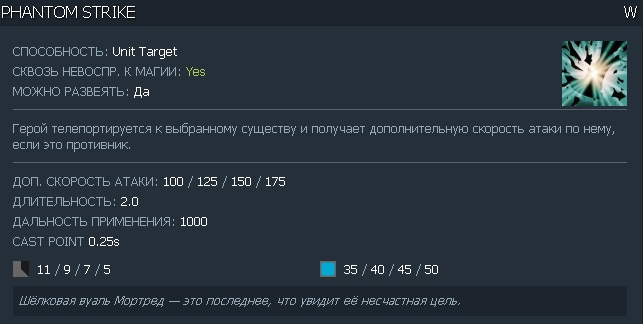 PHANTOM STRIKE W
СПОСОБНОСТЬ: Unit Target
СКВОЗЬ НЕВОСПР. К МАГИИ: Yes
МОЖНО РАЗВЕЯТЬ: Да
Герой телепортируется к выбранному существу и получает дополнительную скорость атаки по нему,
если это противник.
ДОП. СКОРОСТЬ АТАКИ: 100 / 125 / 150 / 175
ДЛИТЕЛЬНОСТЬ: 2.0
ДАЛЬНОСТЬ ПРИМЕНЕНИЯ: 1000
CAST POINT 0.25s
11 / 9 / 7 / 5 35 / 40 / 45 / 50
Шёлковая вуаль Мортред — это последнее, что увидит её несчастная цель.